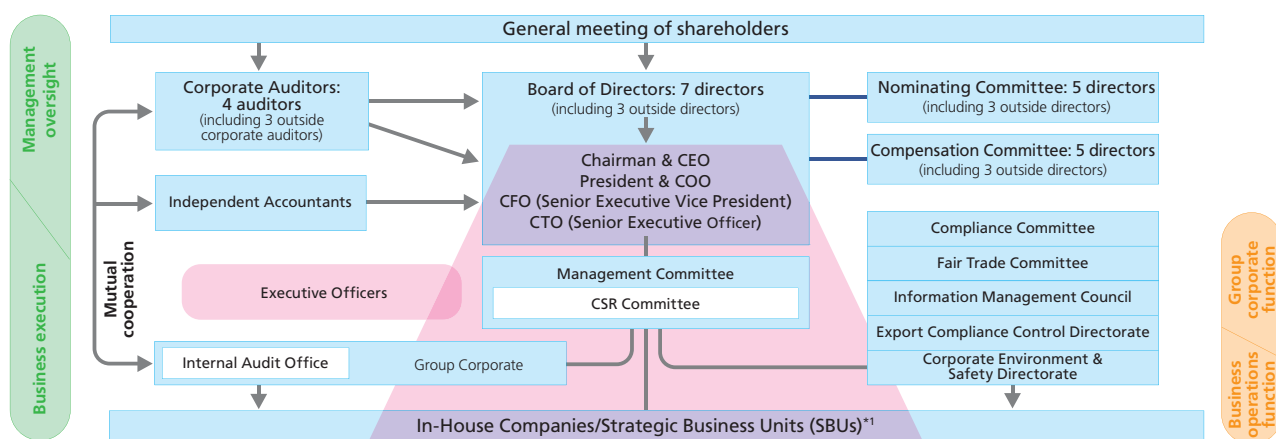 General meeting of shareholders
Management
oversight
Business execution
Corporate Auditors:
4 auditors
(including 3 outside
corporate auditors)
Board of Directors: 7 directors
(including 3 outside directors)
Nominating Committee: 5 directors
(including 3 outside directors)
Compensation Committee: 5 directors
(including 3 outside directors)
Chairman & CEO
President & COO
CFO (Senior Executive Vice President)
CTO (Senior Executive Officer)
Independent Accountants
Mutual
cooperation
Executive Officers
Management Committee
CSR Committee
Compliance Committee
Fair Trade Committee
Information Management Council
Export Compliance Control Directorate
Corporate Environment &
Safety Directorate
Group
corporate
function
Business
operations
function
Internal Audit Office
Group Corporate
In-House Companies/Strategic Business Units (SBUs)*1